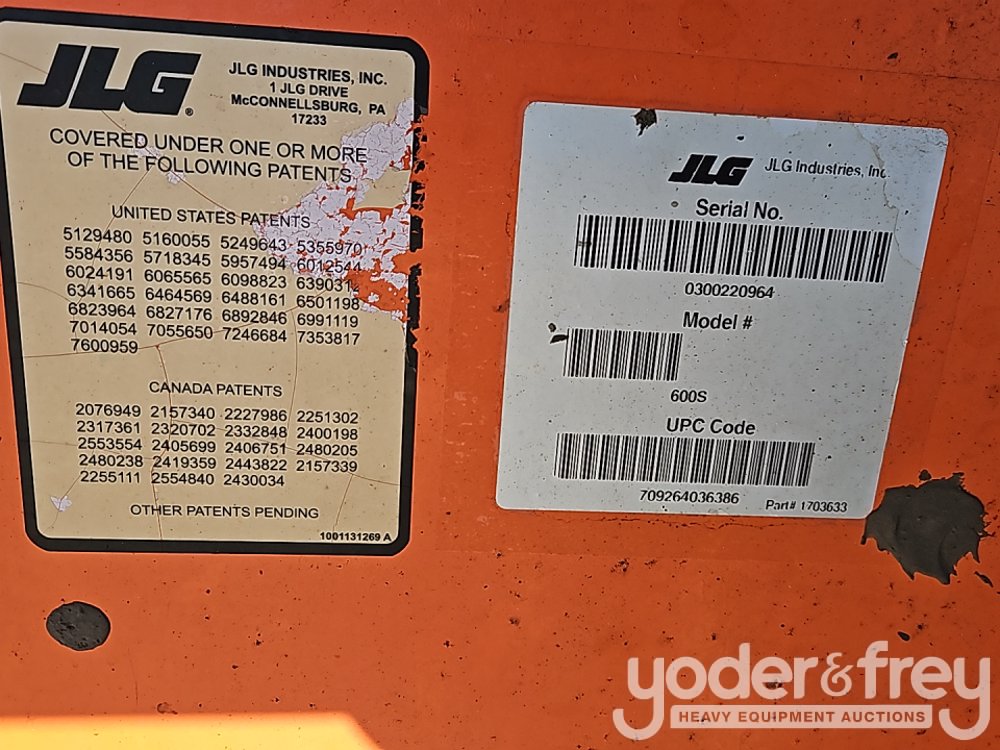 JLG®
JLG INDUSTRIES, INC.
1 JLG DRIVE
McCONNELLSBURG, PA
17233
COVERED UNDER ONE OR MORE
OF THE FOLLOWING PATENTS
UNITED STATES PATENTS
5129480 5160055 5249643 5355970
5584356 5718345 5957494 6012544
6024191 6065565 6098823 6390312
6341665 6464569 6488161 6501198
6823964 6827176 6892846 6991119
7014054 7055650 7246684 7353817
7600959
CANADA PATENTS
2076949 2157340 2227986 2251302
2317361 2320702 2332848 2400198
2553554 2405699 2406751 2480205
2480238 2419359 2443822 2157339
2255111 2554840 2430034
OTHER PATENTS PENDING
1001131269 A
JLG JLG Industries, Inc.
Serial No.
0300220964
Model #
600S
UPC Code
709264036386
Part# 1703633
yoder&frey
HEAVY EQUIPMENT AUCTIONS